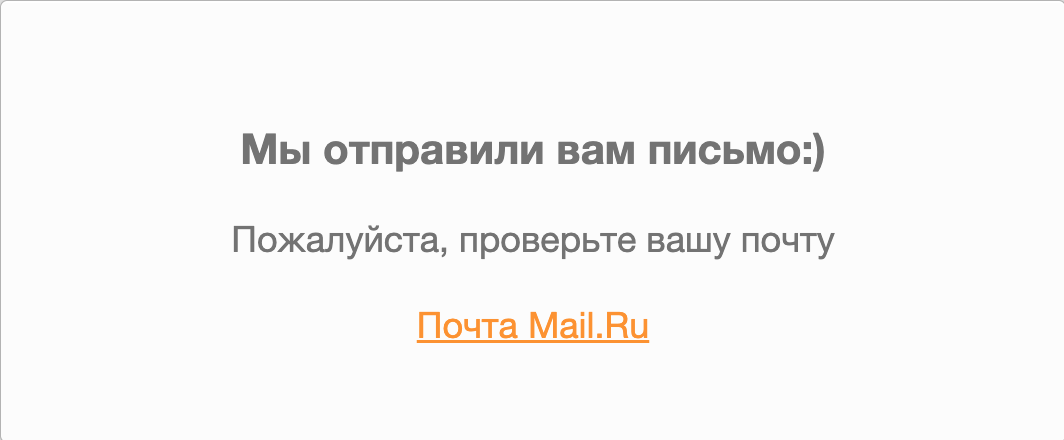 Мы отправили вам письмо:)
Пожалуйста, проверьте вашу почту
Почта Mail.Ru